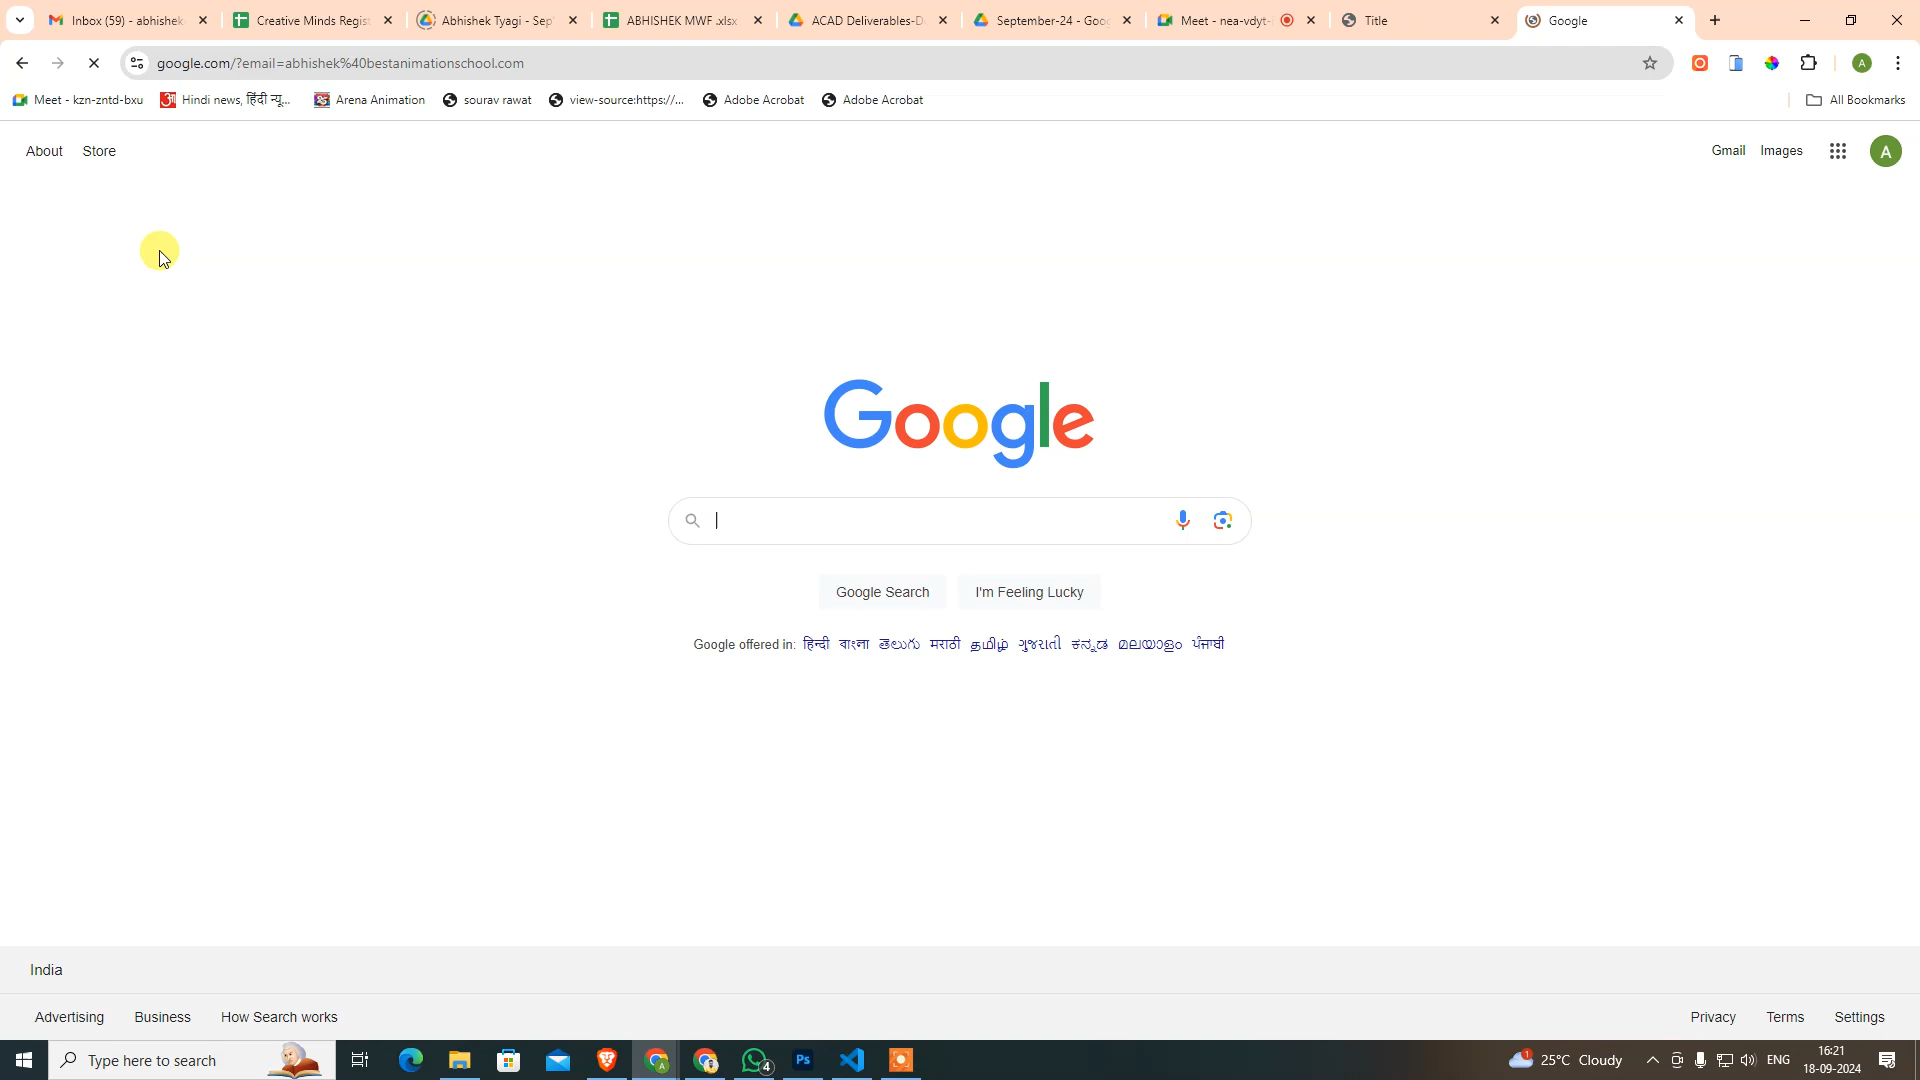 Inbox (59) - abhishek
Creative Minds Regist
Abhishek Tyagi - Sep'
ABHISHEK MWF .xlsx
ACAD Deliverables-D
September-24 - Goo
Meet - nea-vdyt-
Title
Google
google.com/?email=abhishek%40bestanimationschool.com
A
Meet - kzn-zntd-bxu
Hindi news, हिंदी न्यू...
Arena Animation
sourav rawat
view-source:https://...
Adobe Acrobat
Adobe Acrobat
All Bookmarks
About Store
Gmail Images
A
Google
Google Search
I'm Feeling Lucky
Google offered in: हिन्दी বাংলা తెలుగు मराठी தமிழ் ગુજરાતી ಕನ್ನಡ മലയാളം ਪੰਜਾਬੀ
India
Advertising Business How Search works
Privacy Terms Settings
Type here to search
A
4
Ps
1
25°C Cloudy
ENG
16:21
18-09-2024